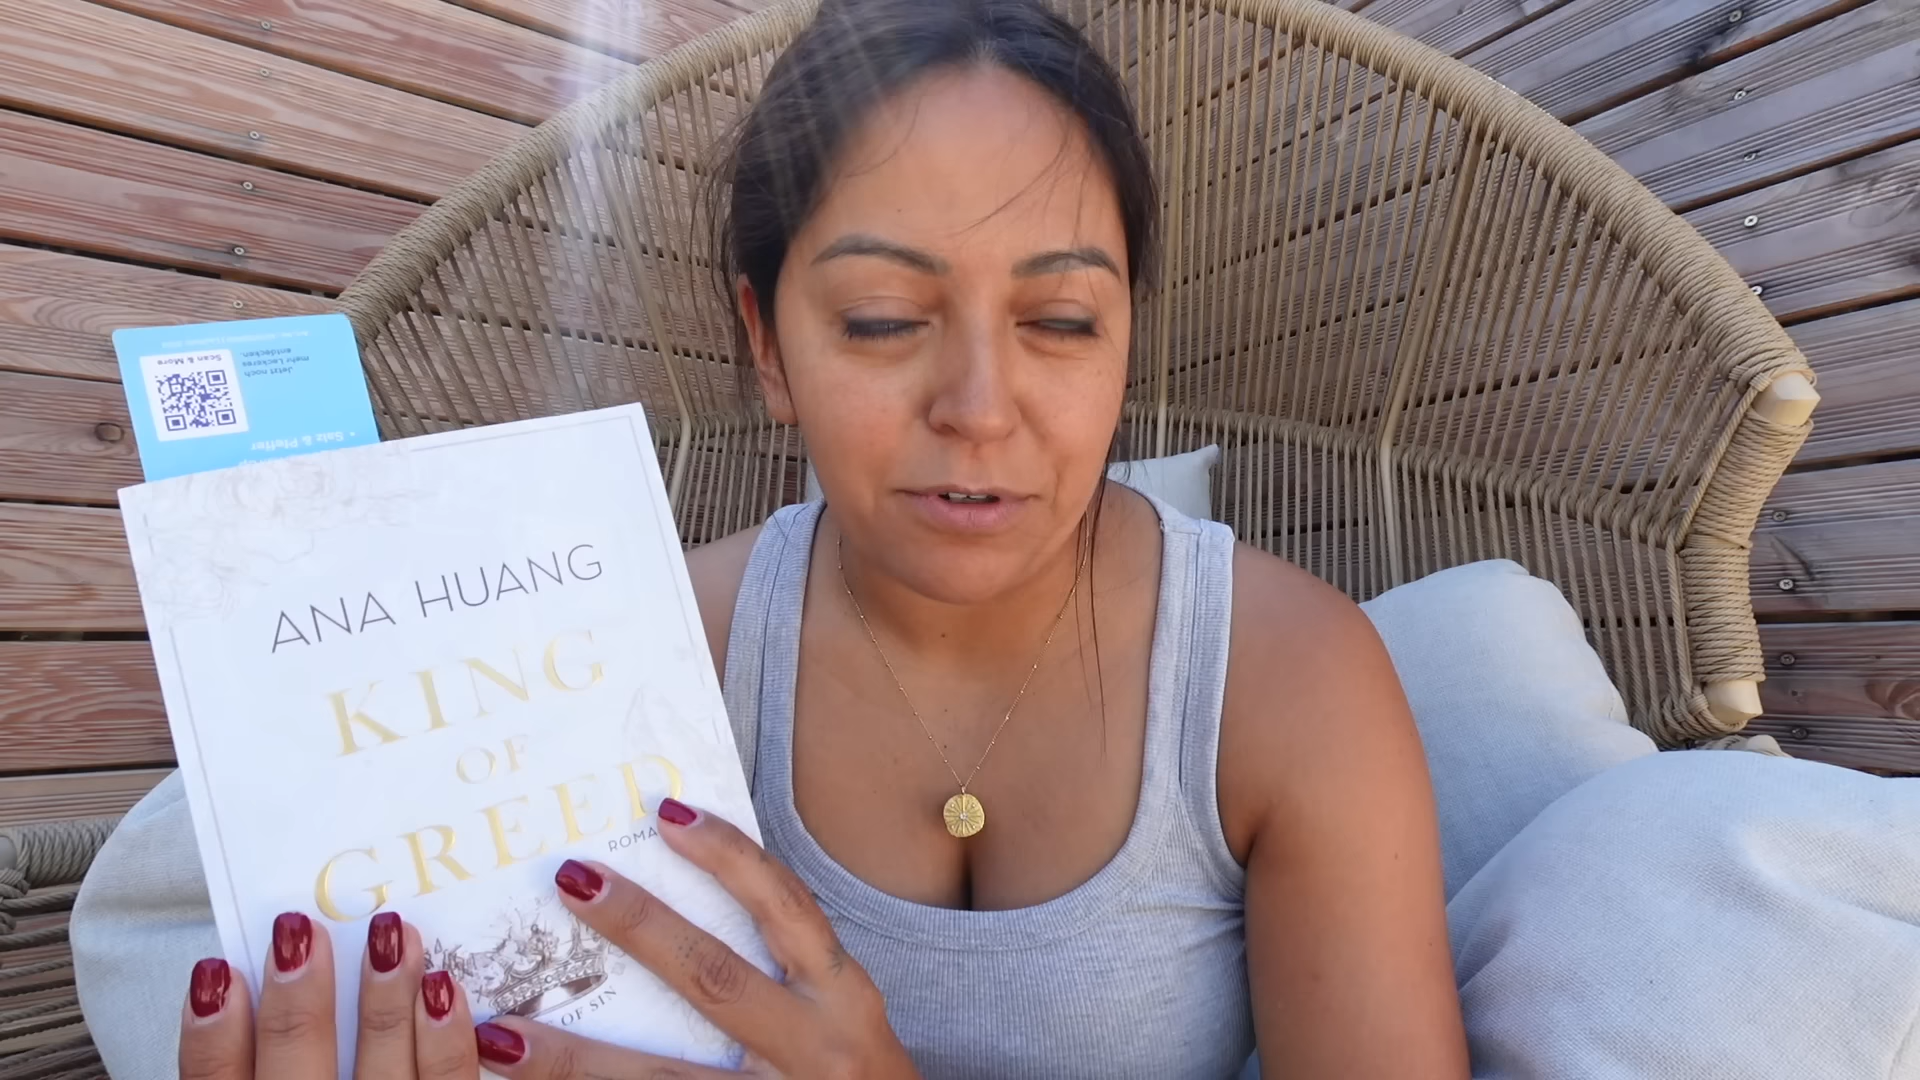 Scan & More
Jetzt noch
mehr Leckeres
entdecken.
• Salz & Pfeffer
ANA HUANG
KING
OF
GREED
ROMA
OF SIN